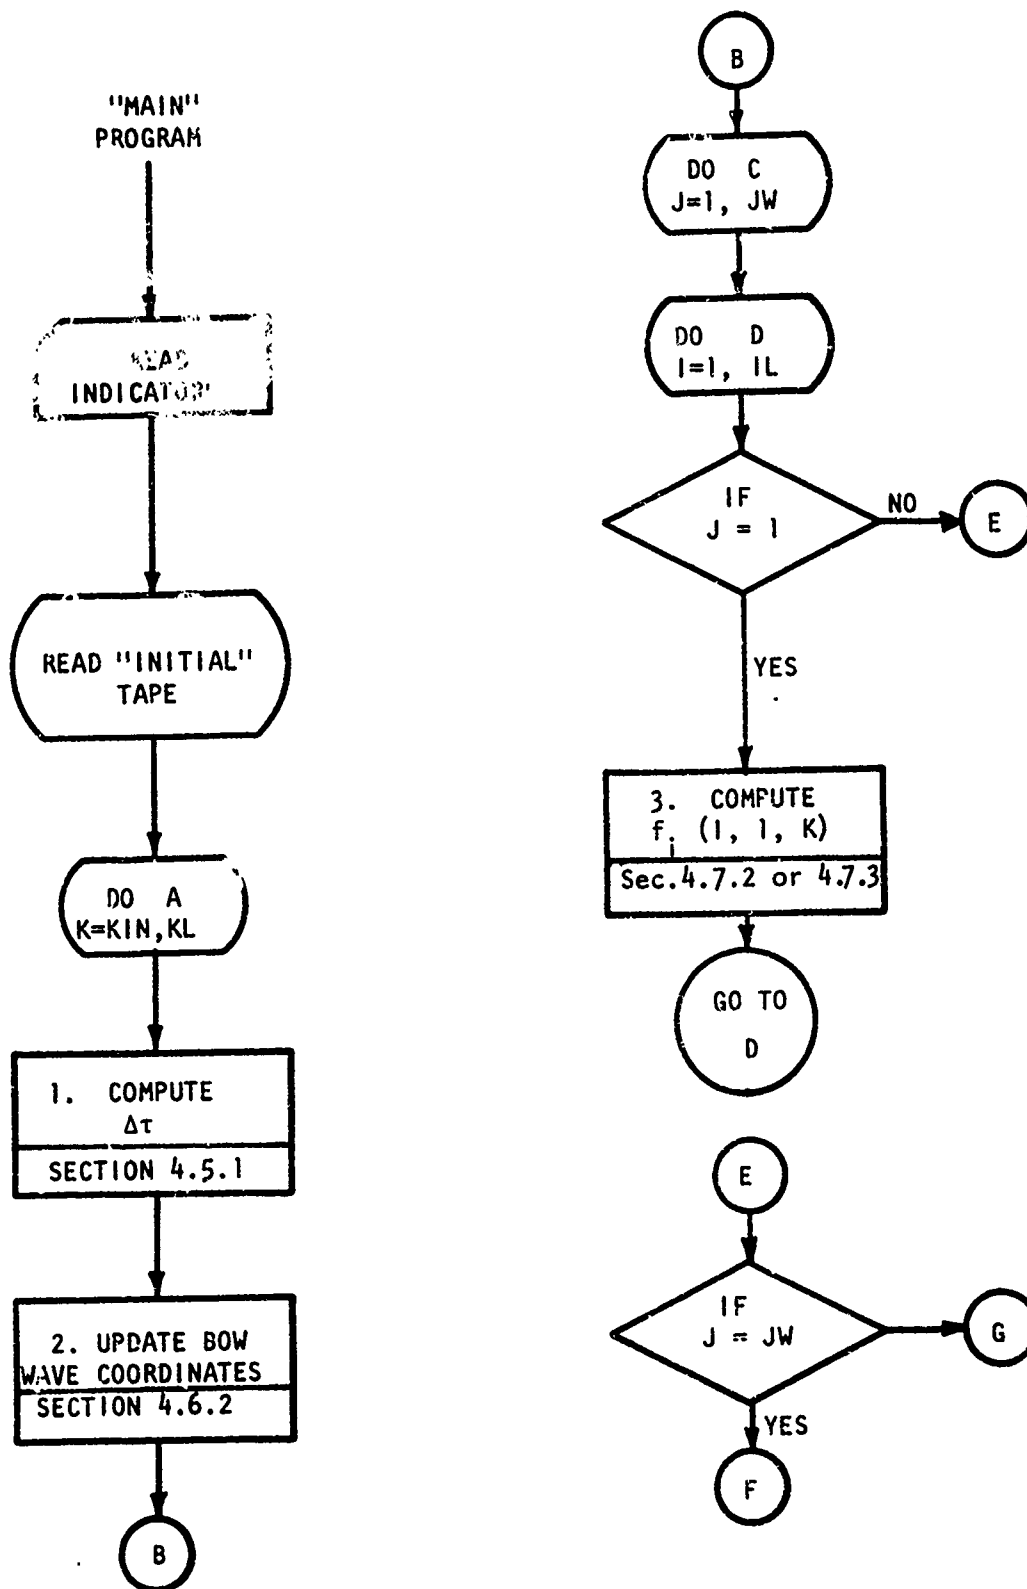 "MAIN"
PROGRAM
READ
INDICATOR
READ "INITIAL"
TAPE
DO A
K=KIN,KL
1. COMPUTE
Δτ
SECTION 4.5.1
2. UPDATE BOW
WAVE COORDINATES
SECTION 4.6.2
B
B
DO C
J=1, JW
DO D
I=1, IL
IF
J = 1
NO
E
YES
3. COMPUTE
f_i (I, 1, K)
Sec.4.7.2 or 4.7.3
GO TO
D
E
IF
J = JW
G
YES
F